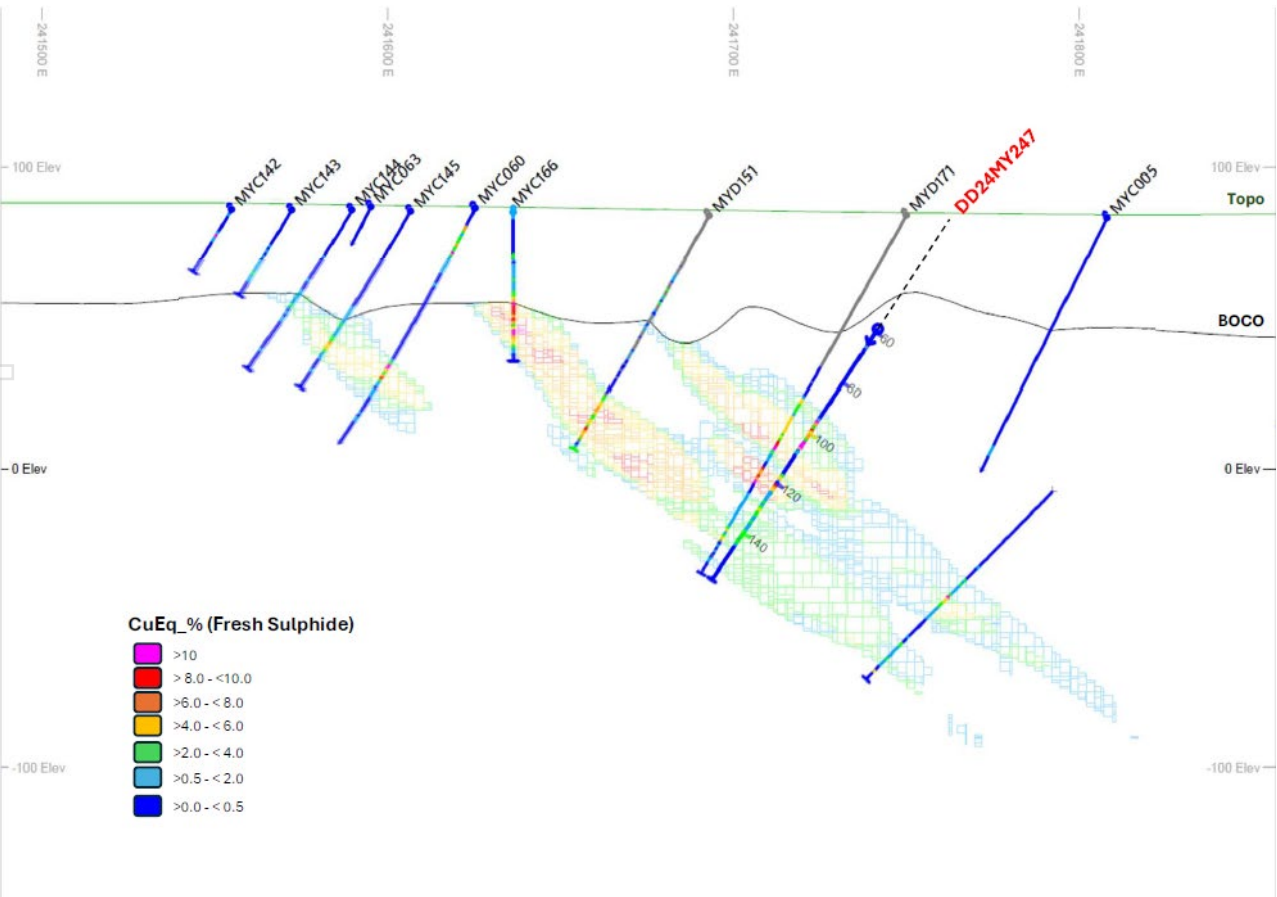 241500 E
241600 E
241700 E
241800 E
100 Elev
100 Elev
MYC142
MYC143
MYC144
MYC063
MYC145
MYC060
MYC166
MYD151
MYD171
DD24MY247
MYC005
Topo
BOCO
60
80
100
120
140
0 Elev
0 Elev
CuEq_% (Fresh Sulphide)
>10
>8.0 - <10.0
>6.0 - < 8.0
>4.0 - < 6.0
>2.0 - < 4.0
>0.5 - < 2.0
>0.0 - < 0.5
-100 Elev
-100 Elev